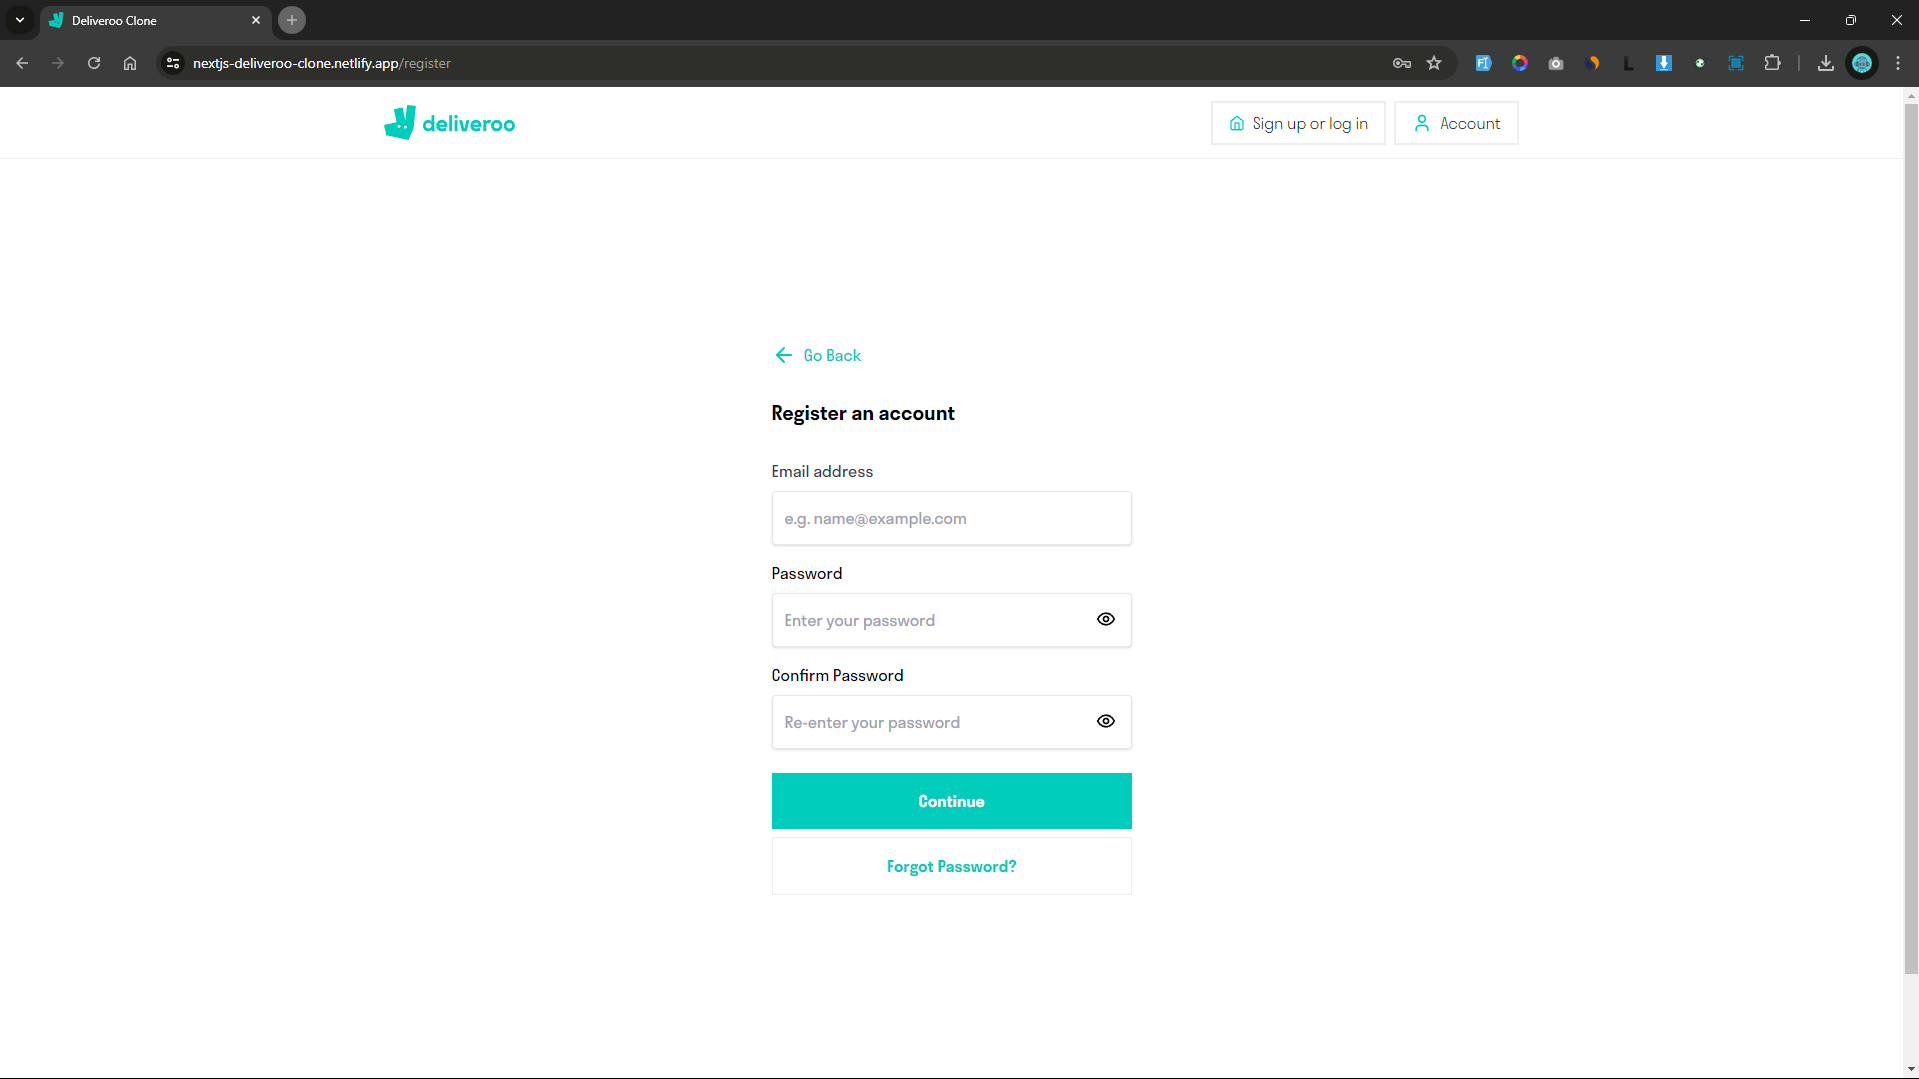 Deliveroo Clone
nextjs-deliveroo-clone.netlify.app/register
deliveroo
Sign up or log in
Account
Go Back
Register an account
Email address
e.g. name@example.com
Password
Enter your password
Confirm Password
Re-enter your password
Continue
Forgot Password?